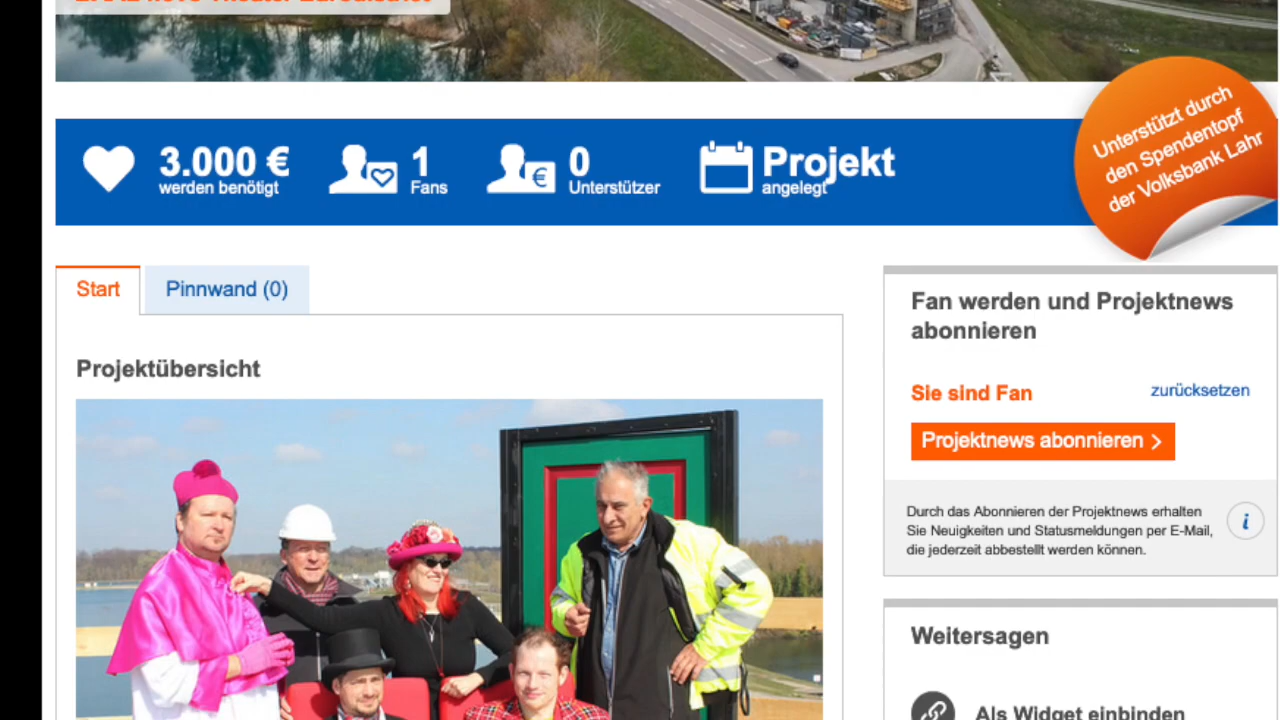 Unterstützt durch
den Spendentopf
der Volksbank Lahr
3.000 €
werden benötigt
1
Fans
€
0
Unterstützer
Projekt
angelegt
Start
Pinnwand (0)
Projektübersicht
Fan werden und Projektnews
abonnieren
Sie sind Fan
zurücksetzen
Projektnews abonnieren >
Durch das Abonnieren der Projektnews erhalten
Sie Neuigkeiten und Statusmeldungen per E-Mail,
die jederzeit abbestellt werden können.
i
Weitersagen
Als Widget einbinden